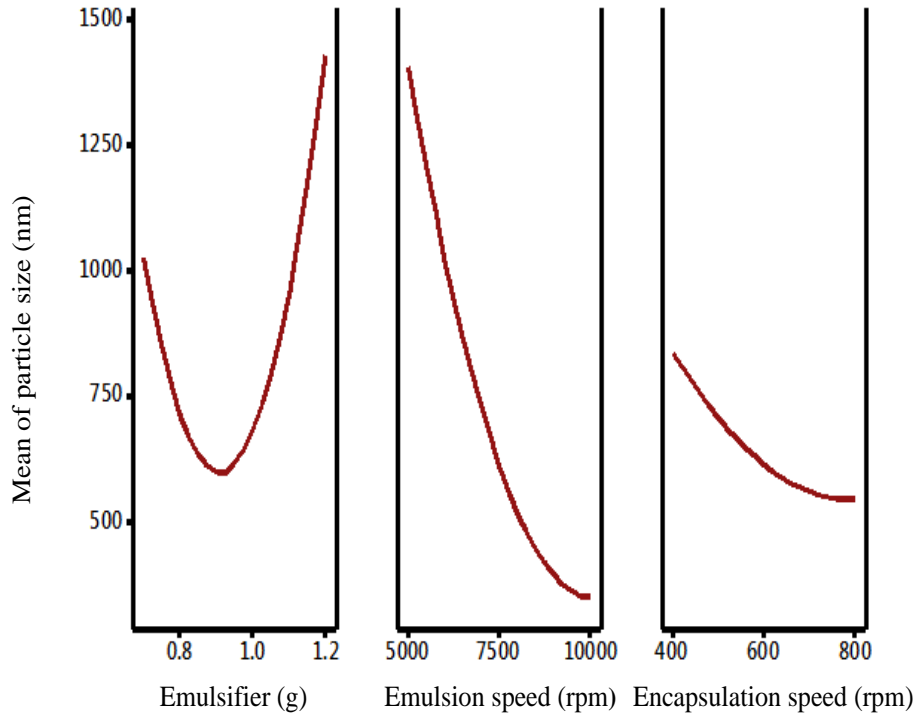 Mean of particle size (nm)
1500
1250
1000
750
500
0.8 1.0 1.2 5000 7500 10000 400 600 800
Emulsifier (g) Emulsion speed (rpm) Encapsulation speed (rpm)